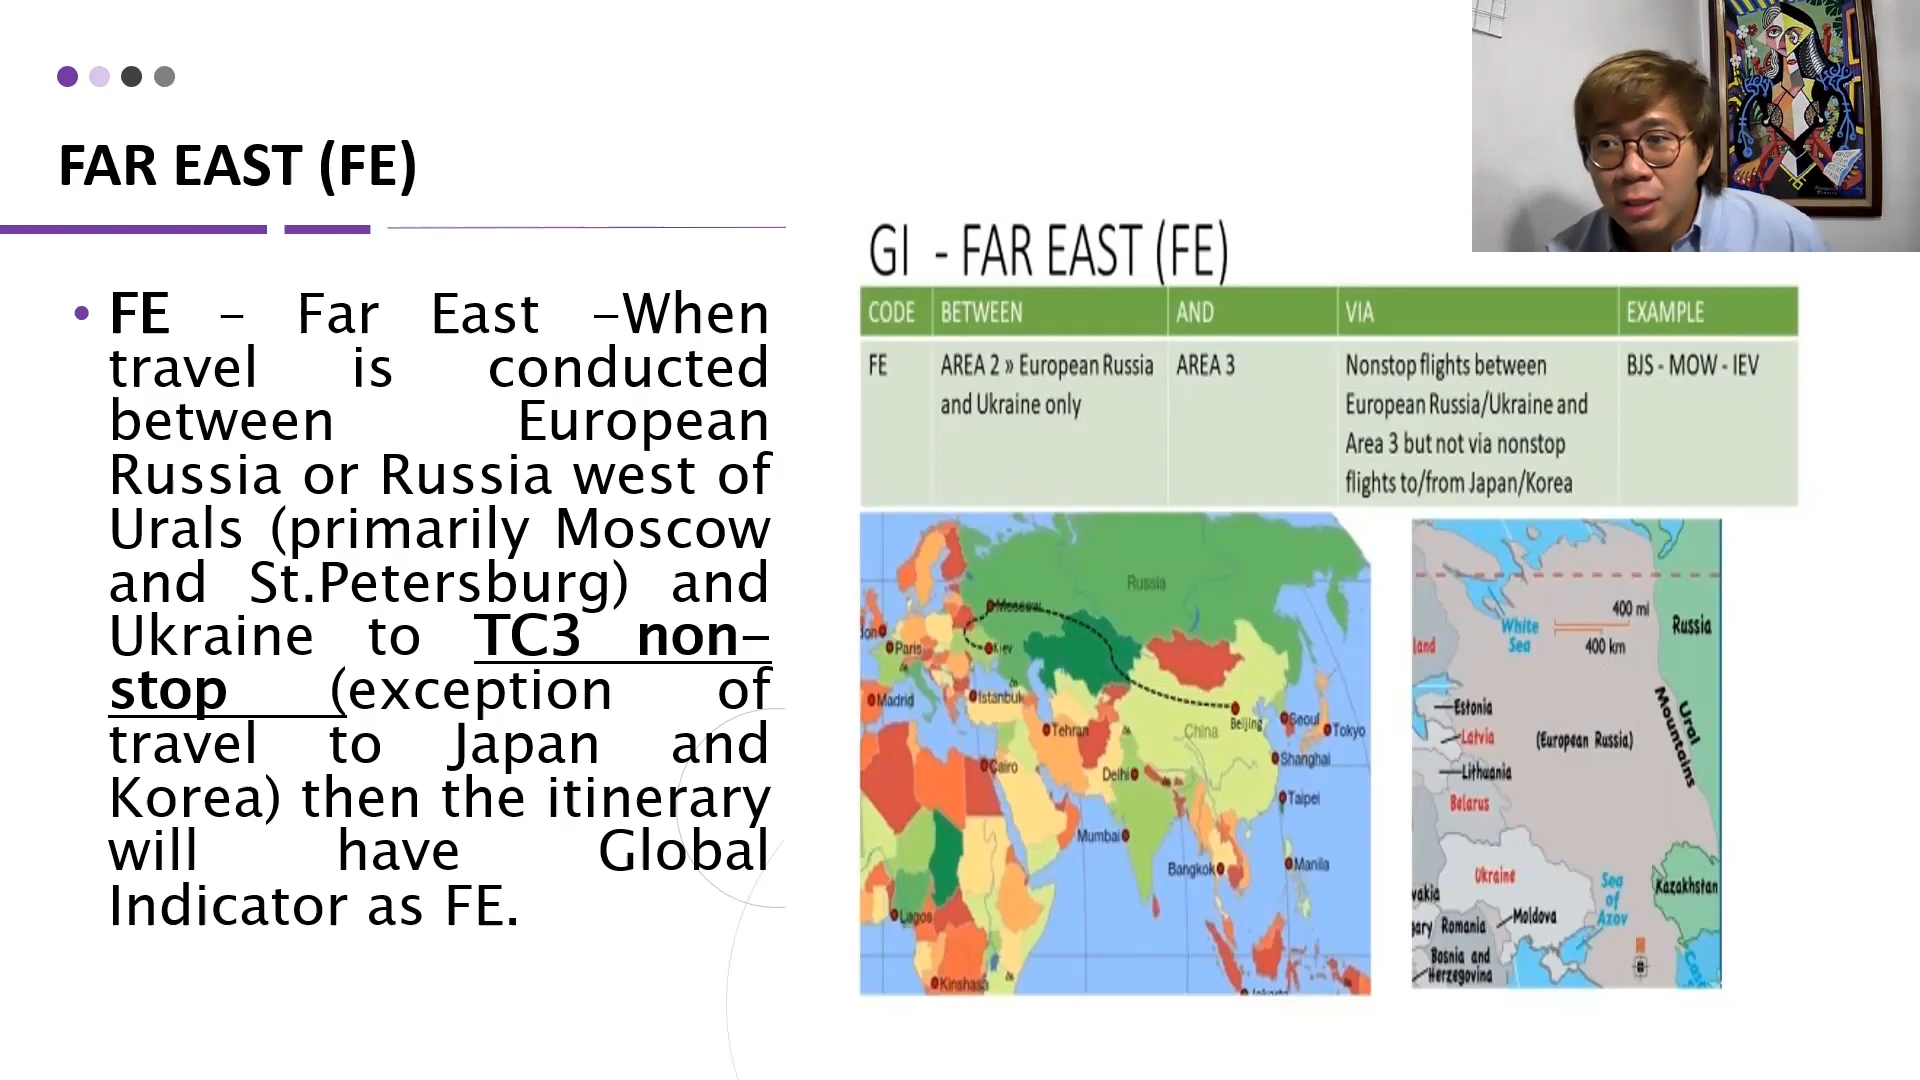 FAR EAST (FE)
• FE – Far East –When
travel is conducted
between European
Russia or Russia west of
Urals (primarily Moscow
and St.Petersburg) and
Ukraine to TC3 non-
stop (exception of
travel to Japan and
Korea) then the itinerary
will have Global
Indicator as FE.
GI - FAR EAST (FE)
CODE BETWEEN AND VIA EXAMPLE
FE AREA 2 » European Russia AREA 3 Nonstop flights between BJS - MOW - IEV
and Ukraine only European Russia/Ukraine and
Area 3 but not via nonstop
flights to/from Japan/Korea
Russia
Moscow
don
Paris
Kiev
Madrid
Istanbul
Beijing
Seoul
Tokyo
Tehran
China
Shanghai
Cairo
Delhi
Taipei
Mumbai
Bangkok
Manila
Lagos
Kinshasa
Jakarta
400 mi
400 km
White
Sea
Russia
land
Ural
Mountains
Estonia
Latvia
(European Russia)
Lithuania
Belarus
Ukraine
Sea
of
Azov
Kazakhstan
vakia
Moldova
gary Romania
Bosnia and
Herzegovina